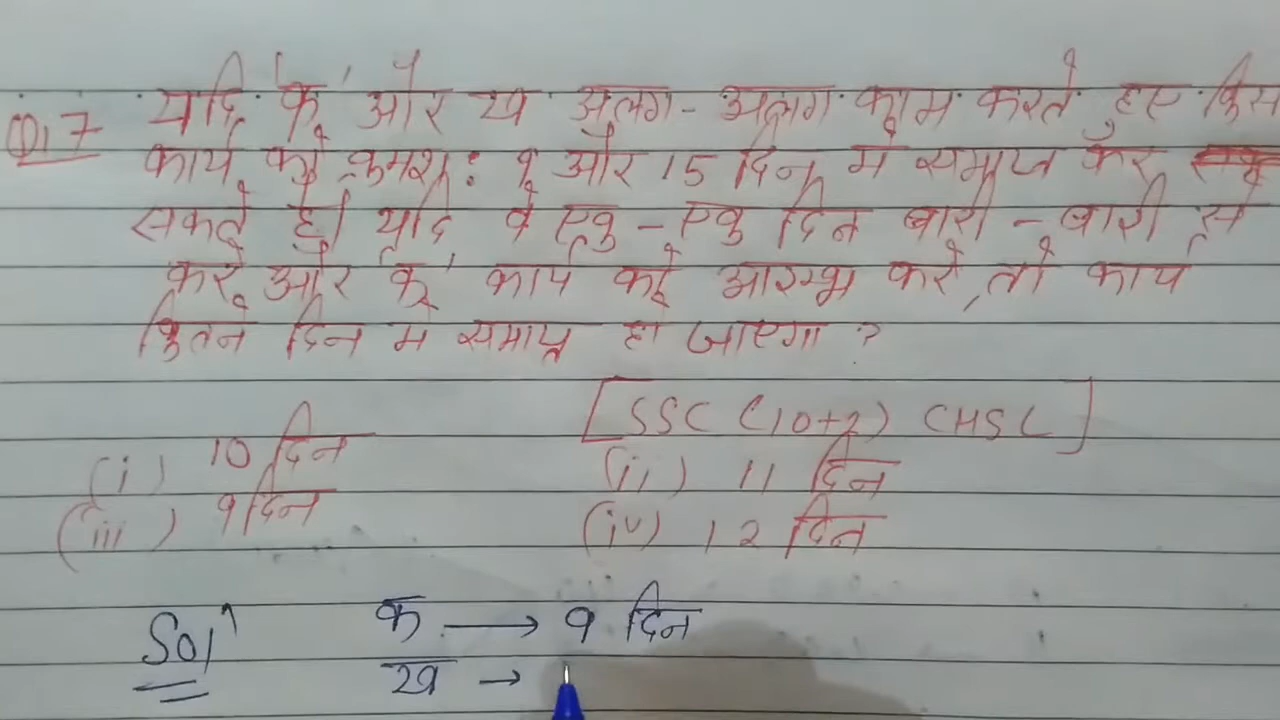 Q.7 यदि 'क' और ख अलग-अलग काम करते हुए किस
कार्य को क्रमश: 9 और 15 दिन में समाप्त कर
सकते है। यदि वे एक-एक दिन बारी-बारी से
करे और क कार्य को आरम्भ करे, तो कार्य
कितने दिन में समाप्त हो जाएगा ?
[SSC (10+2) CHSL]
(i) 10 दिन (ii) 11 दिन
(iii) 9 दिन (iv) 12 दिन
Sol^n क → 9 दिन
ख →